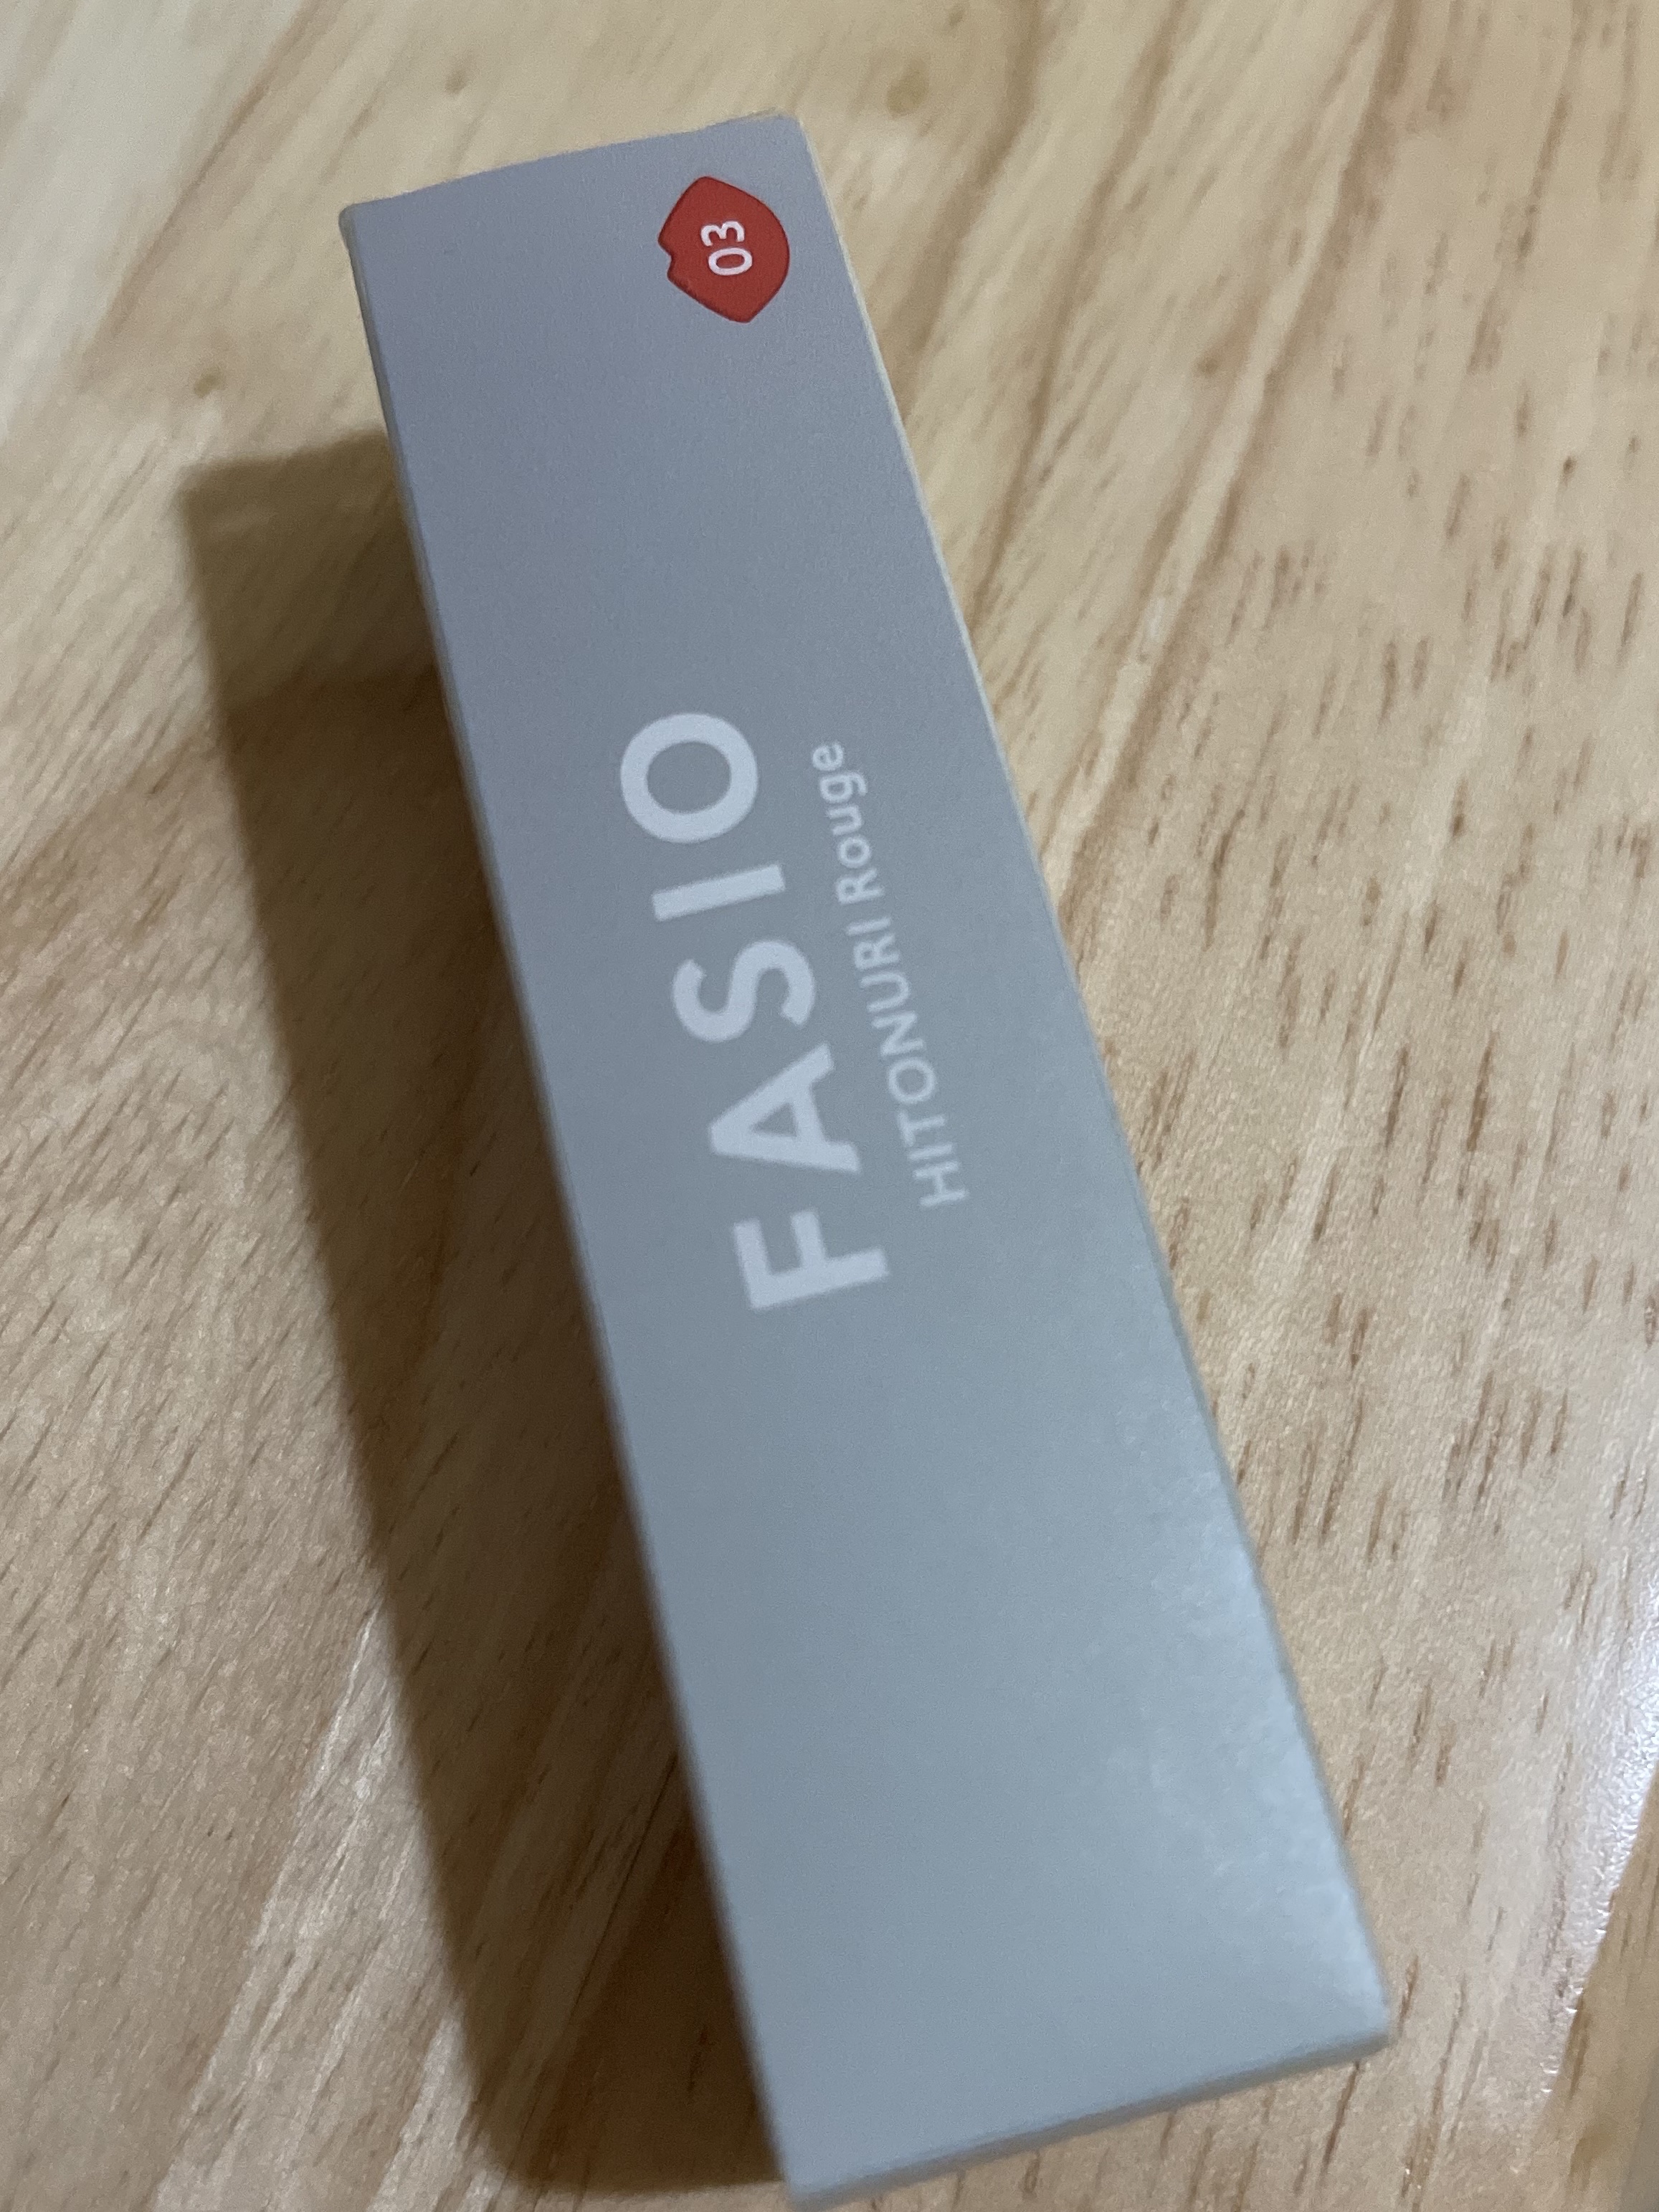 FASIO
HITONURI Rouge
03